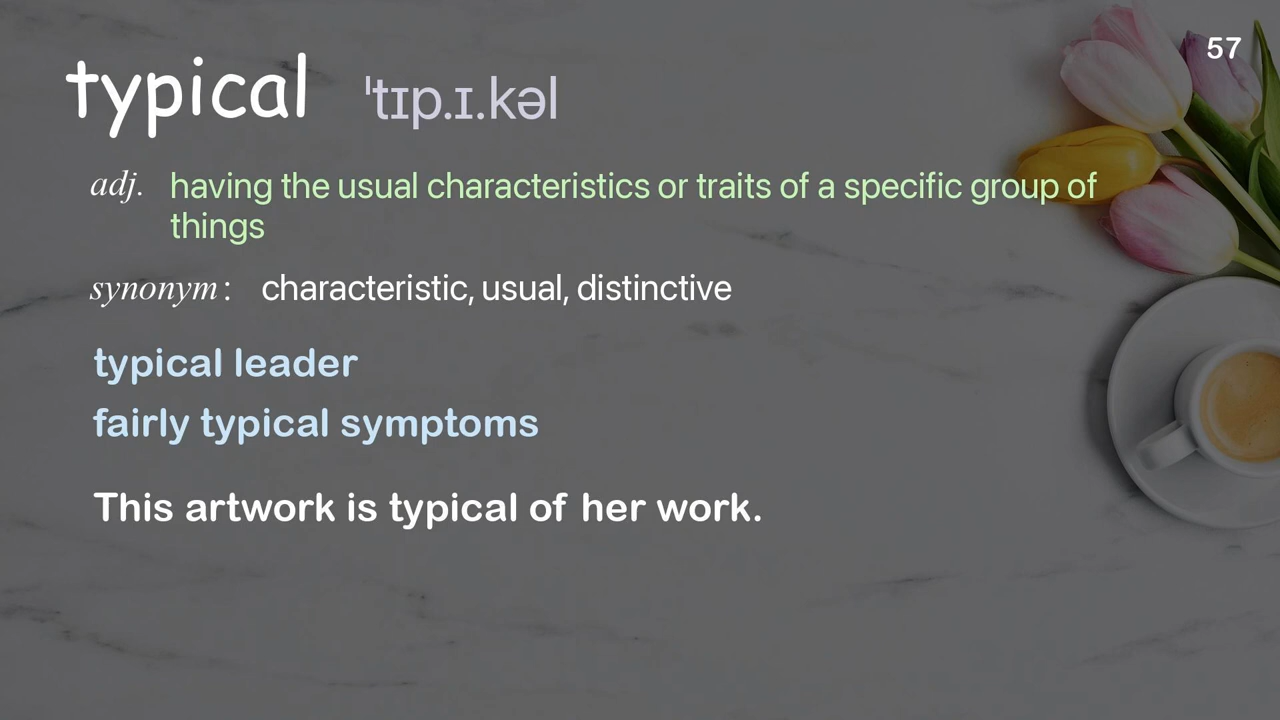 57
typical ˈtɪp.ɪ.kəl
adj. having the usual characteristics or traits of a specific group of
things
synonym: characteristic, usual, distinctive
typical leader
fairly typical symptoms
This artwork is typical of her work.